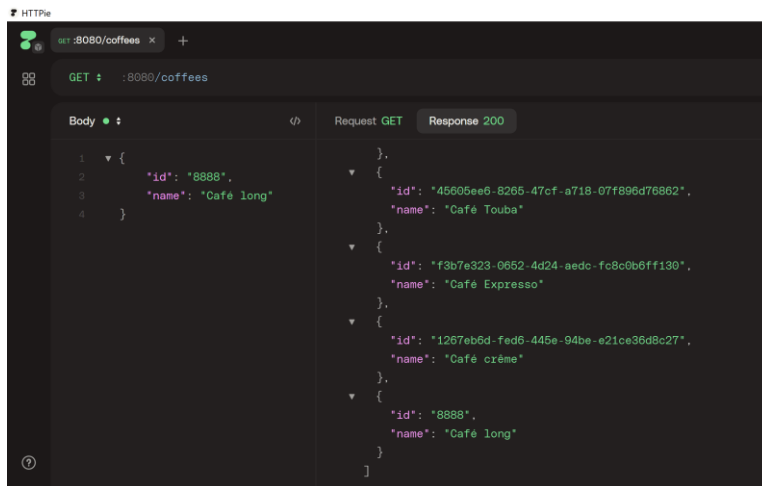 HTTPie
GET :8080/coffees × +
GET :8080/coffees
Body
</>
Request GET Response 200
1 {
2 "id": "8888",
3 "name": "Café long"
4 }
},
{
"id": "45605ee6-8265-47cf-a718-07f896d76862",
"name": "Café Touba"
},
{
"id": "f3b7e323-0652-4d24-aedc-fc8c0b6ff130",
"name": "Café Expresso"
},
{
"id": "1267eb6d-fed6-445e-94be-e21ce36d8c27",
"name": "Café crême"
},
{
"id": "8888",
"name": "Café long"
}
]
?